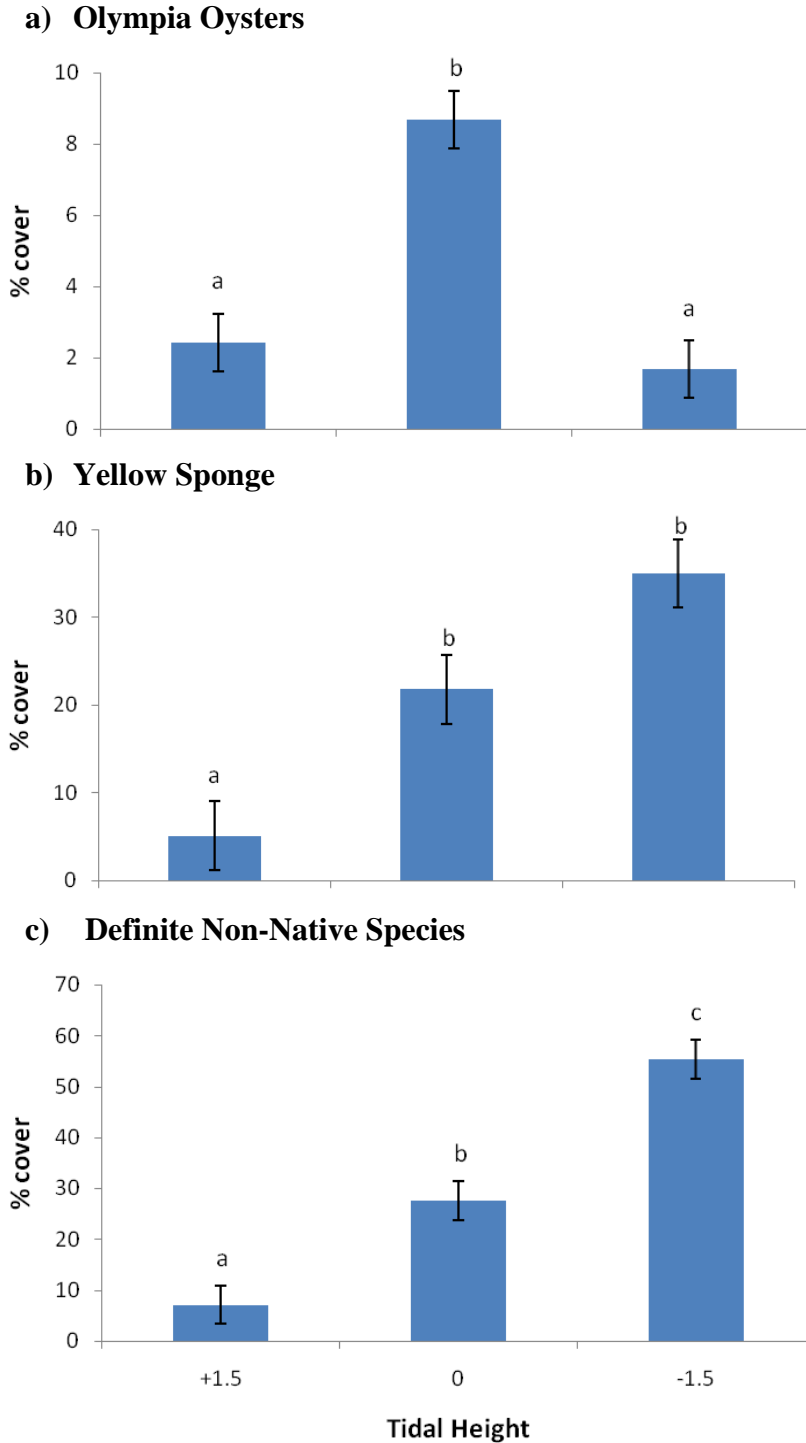 a) Olympia Oysters
10
8
6
4
2
0
% cover
a
b
a
b) Yellow Sponge
40
30
20
10
0
% cover
a
b
b
c) Definite Non-Native Species
70
60
50
40
30
20
10
0
% cover
a
b
c
+1.5 0 -1.5
Tidal Height